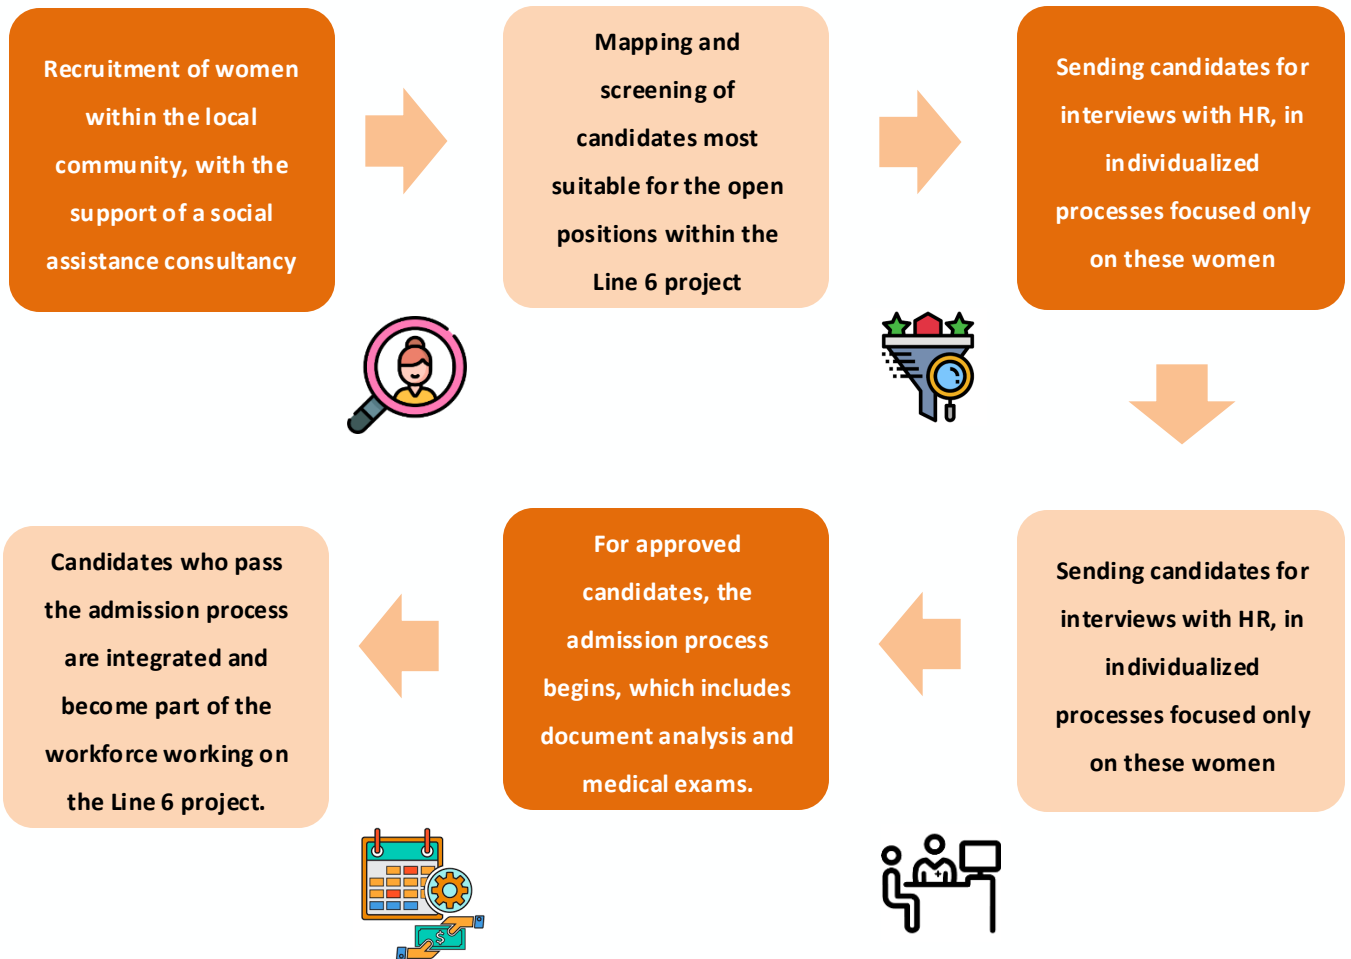 Recruitment of women
within the local
community, with the
support of a social
assistance consultancy
Mapping and
screening of
candidates most
suitable for the open
positions within the
Line 6 project
Sending candidates for
interviews with HR, in
individualized
processes focused only
on these women
Sending candidates for
interviews with HR, in
individualized
processes focused only
on these women
For approved
candidates, the
admission process
begins, which includes
document analysis and
medical exams.
Candidates who pass
the admission process
are integrated and
become part of the
workforce working on
the Line 6 project.
$